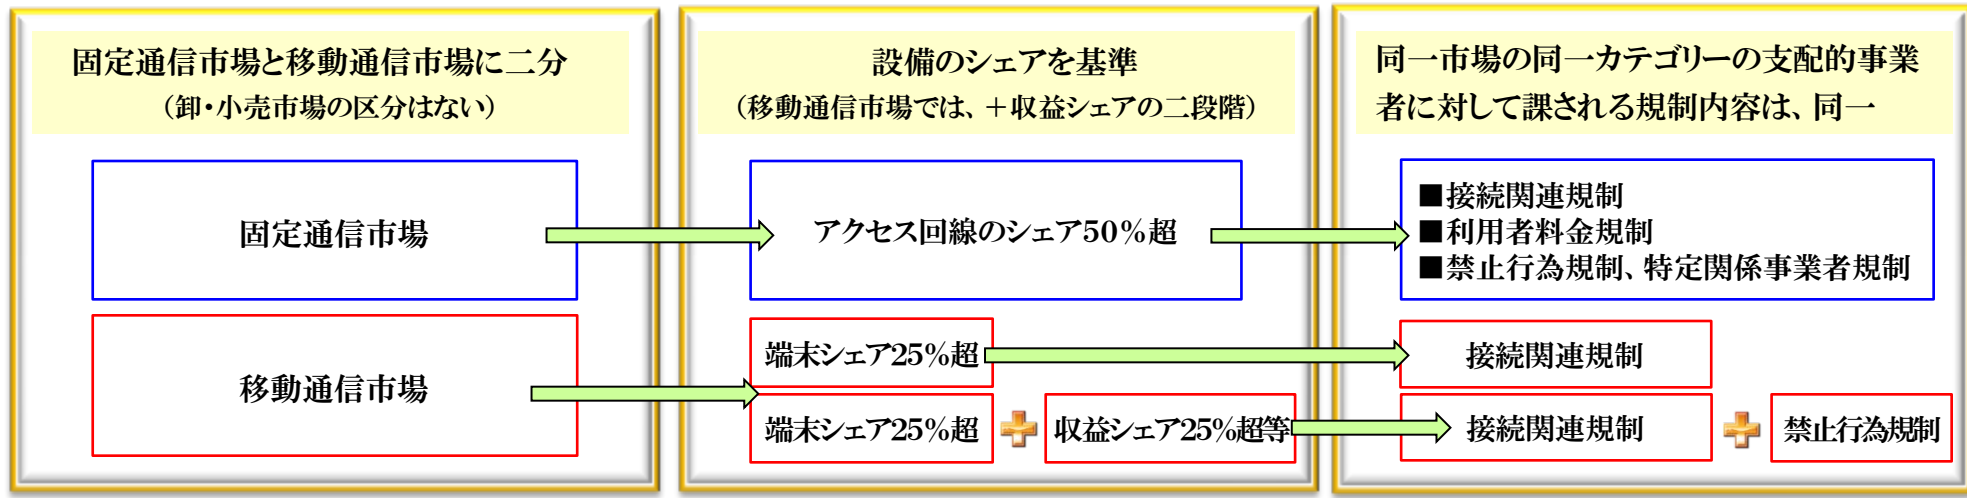 固定通信市場と移動通信市場に二分
（卸・小売市場の区分はない）
固定通信市場
移動通信市場
設備のシェアを基準
（移動通信市場では、＋収益シェアの二段階）
アクセス回線のシェア50％超
端末シェア25％超
端末シェア25％超
収益シェア25％超等
同一市場の同一カテゴリーの支配的事業
者に対して課される規制内容は、同一
■接続関連規制
■利用者料金規制
■禁止行為規制、特定関係事業者規制
接続関連規制
接続関連規制
禁止行為規制